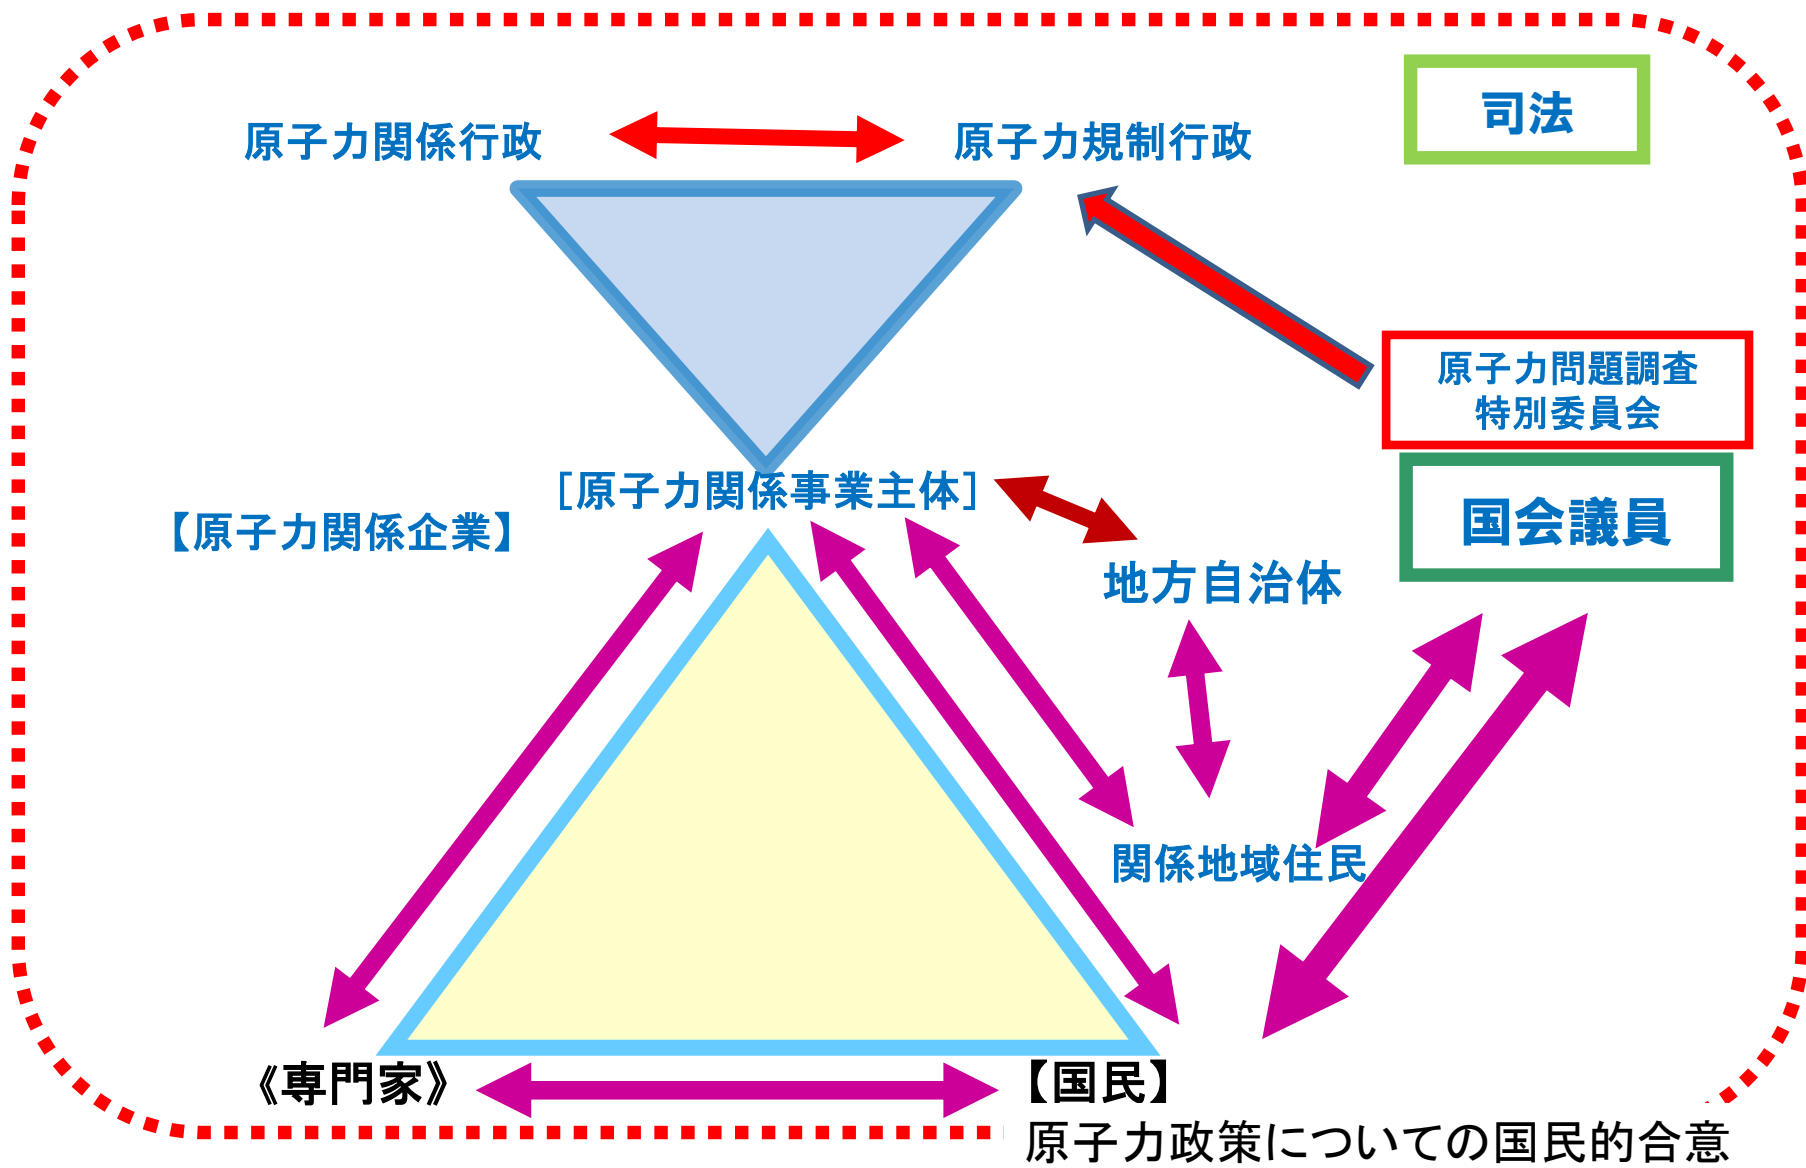 司法
原子力関係行政
原子力規制行政
原子力問題調査
特別委員会
[原子力関係事業主体]
【原子力関係企業】
国会議員
地方自治体
関係地域住民
《専門家》
【国民】
原子力政策についての国民的合意